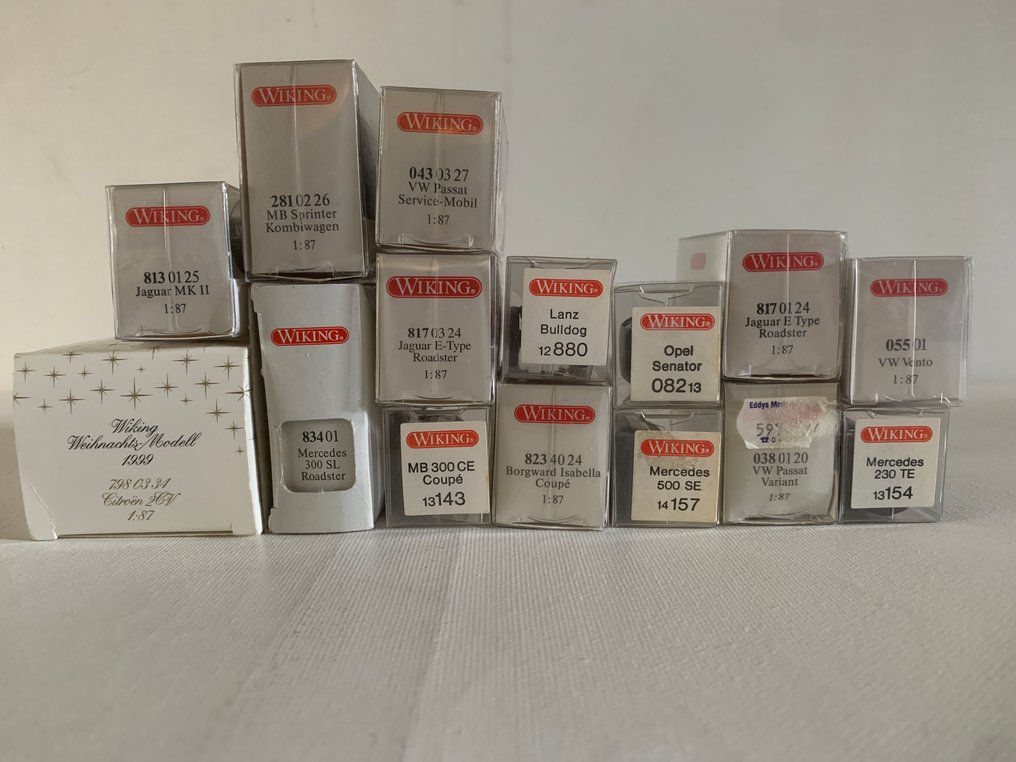 WIKING®
281 02 26
MB Sprinter
Kombiwagen
1:87
WIKING®
043 03 27
VW Passat
Service-Mobil
1:87
WIKING®
813 01 25
Jaguar MK II
1:87
WIKING®
817 03 24
Jaguar E-Type
Roadster
1:87
WIKING®
Lanz
Bulldog
12 880
WIKING®
Opel
Senator
082 13
WIKING®
817 01 24
Jaguar E Type
Roadster
1:87
WIKING®
055 01
VW Vento
1:87
Wiking
Weihnachts-Modell
1999
798 03 34
Citroën 2CV
1:87
WIKING®
834 01
Mercedes
300 SL
Roadster
WIKING®
MB 300 CE
Coupé
13 143
WIKING®
823 40 24
Borgward Isabella
Coupé
1:87
WIKING®
Mercedes
500 SE
14 157
Eddys
038 01 20
VW Passat
Variant
1:87
WIKING®
Mercedes
230 TE
13 154